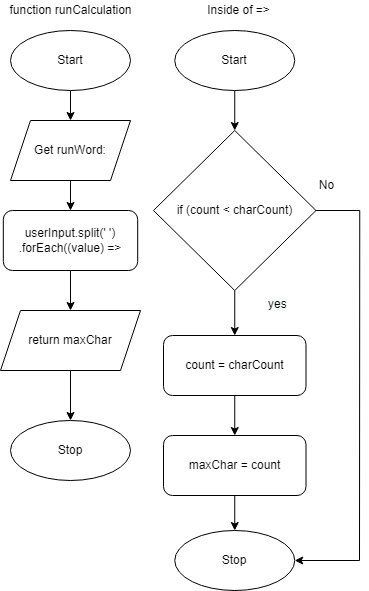 function runCalculation
Start
Get runWord:
userInput.split(' ')
.forEach((value) =>
return maxChar
Stop
Inside of =>
Start
if (count < charCount)
No
yes
count = charCount
maxChar = count
Stop